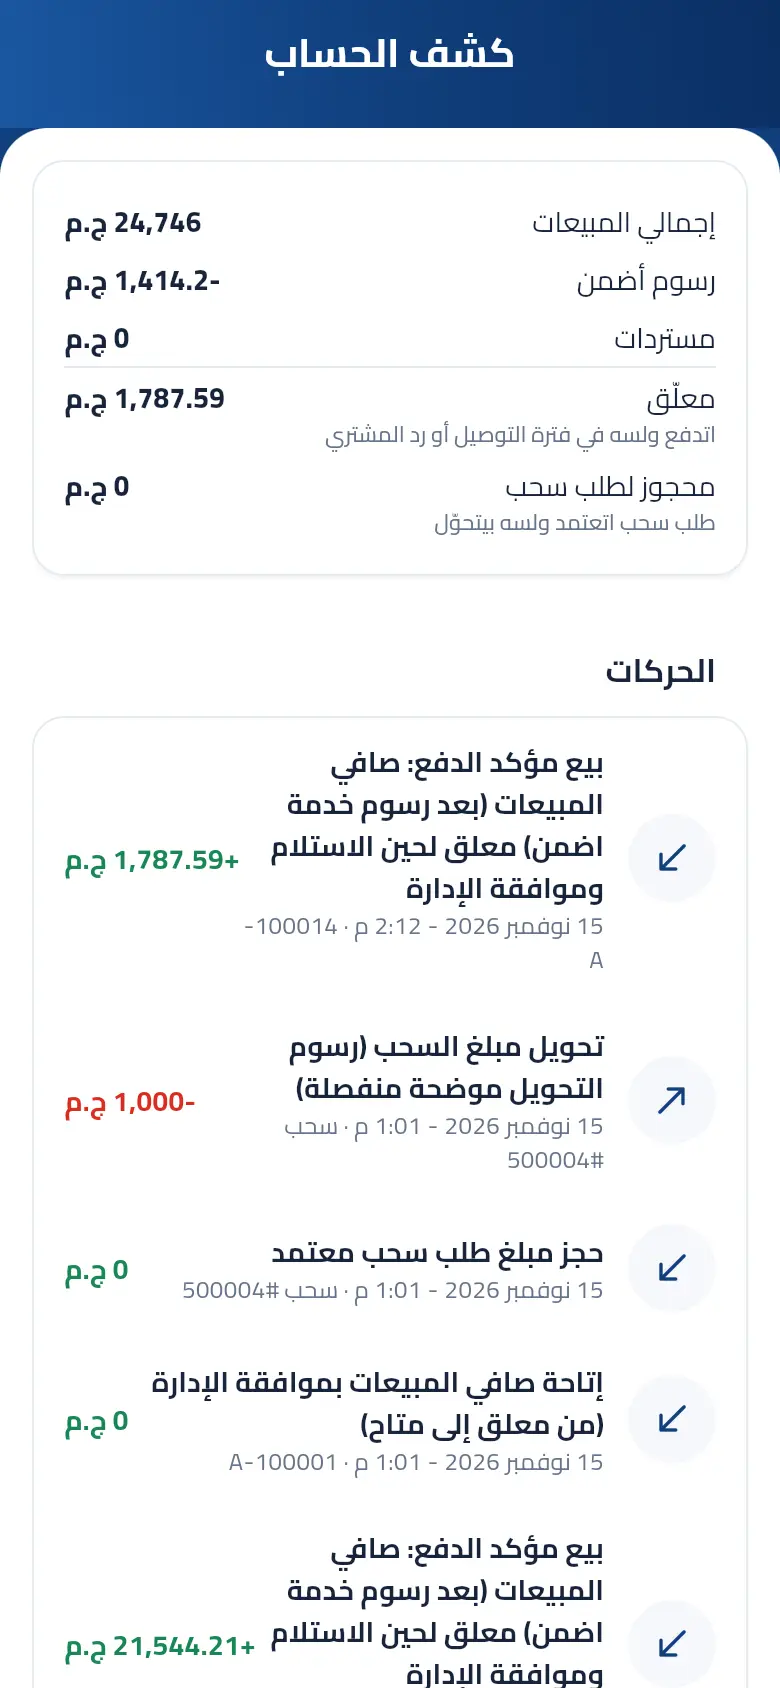 كشف الحساب
إجمالي المبيعات 24,746 ج.م
رسوم أضمن -1,414.2 ج.م
مستردات 0 ج.م
معلّق 1,787.59 ج.م
اتدفع ولسه في فترة التوصيل أو رد المشتري
محجوز لطلب سحب 0 ج.م
طلب سحب اتعتمد ولسه بيتحوّل
الحركات
بيع مؤكد الدفع: صافي
المبيعات (بعد رسوم خدمة
اضمن) معلق لحين الاستلام
وموافقة الإدارة
+1,787.59 ج.م
15 نوفمبر 2026 - 2:12 م · 100014-
A
تحويل مبلغ السحب (رسوم
التحويل موضحة منفصلة)
-1,000 ج.م
15 نوفمبر 2026 - 1:01 م · سحب
#500004
حجز مبلغ طلب سحب معتمد
0 ج.م
15 نوفمبر 2026 - 1:01 م · سحب #500004
إتاحة صافي المبيعات بموافقة الإدارة
(من معلق إلى متاح)
0 ج.م
15 نوفمبر 2026 - 1:01 م · A-100001
بيع مؤكد الدفع: صافي
المبيعات (بعد رسوم خدمة
اضمن) معلق لحين الاستلام
وموافقة الإدارة
+21,544.21 ج.م